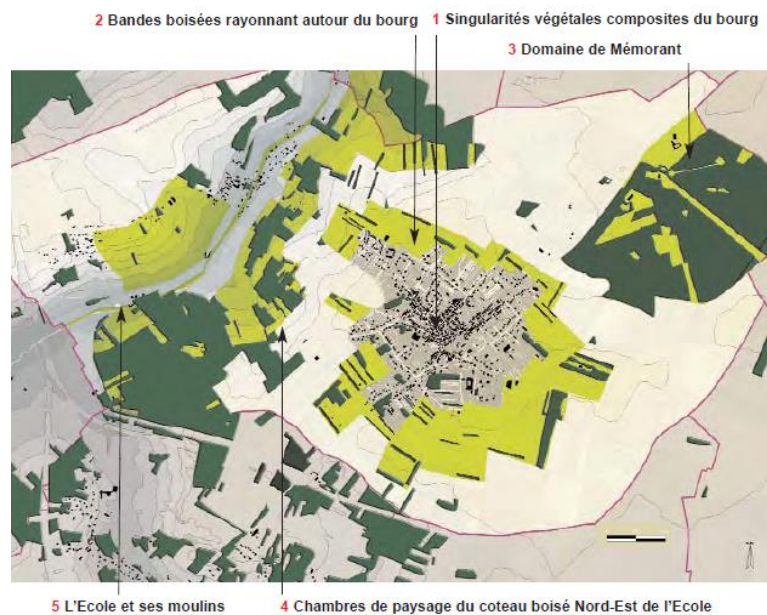 2 Bandes boisées rayonnant autour du bourg
1 Singularités végétales composites du bourg
3 Domaine de Mémorant
5 L'Ecole et ses moulins
4 Chambres de paysage du coteau boisé Nord-Est de l'Ecole